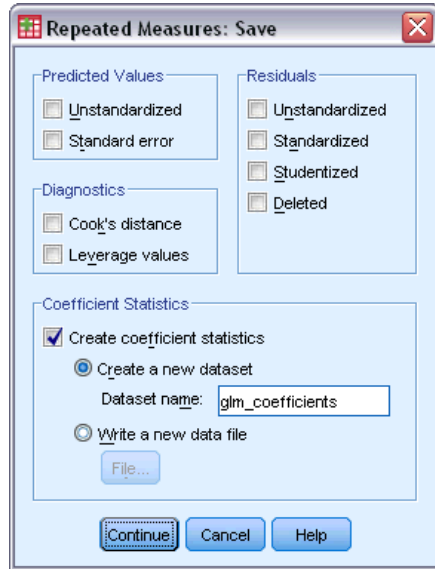 Repeated Measures: Save
Predicted Values
Unstandardized
Standard error
Diagnostics
Cook's distance
Leverage values
Residuals
Unstandardized
Standardized
Studentized
Deleted
Coefficient Statistics
Create coefficient statistics
Create a new dataset
Dataset name: glm_coefficients
Write a new data file
File...
Continue Cancel Help